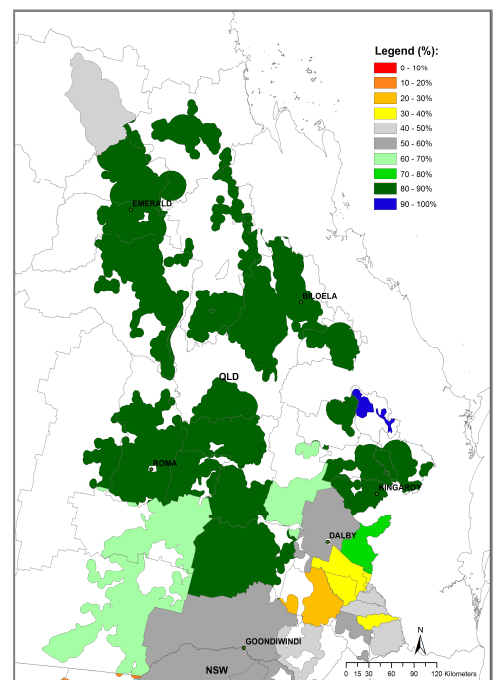 Legend (%):
0 - 10%
10 - 20%
20 - 30%
30 - 40%
40 - 50%
50 - 60%
60 - 70%
70 - 80%
80 - 90%
90 - 100%
EMERALD
BILOELA
QLD
ROMA
KINGAROY
DALBY
GOONDIWINDI
NSW
N
0 15 30 60 90 120 Kilometers